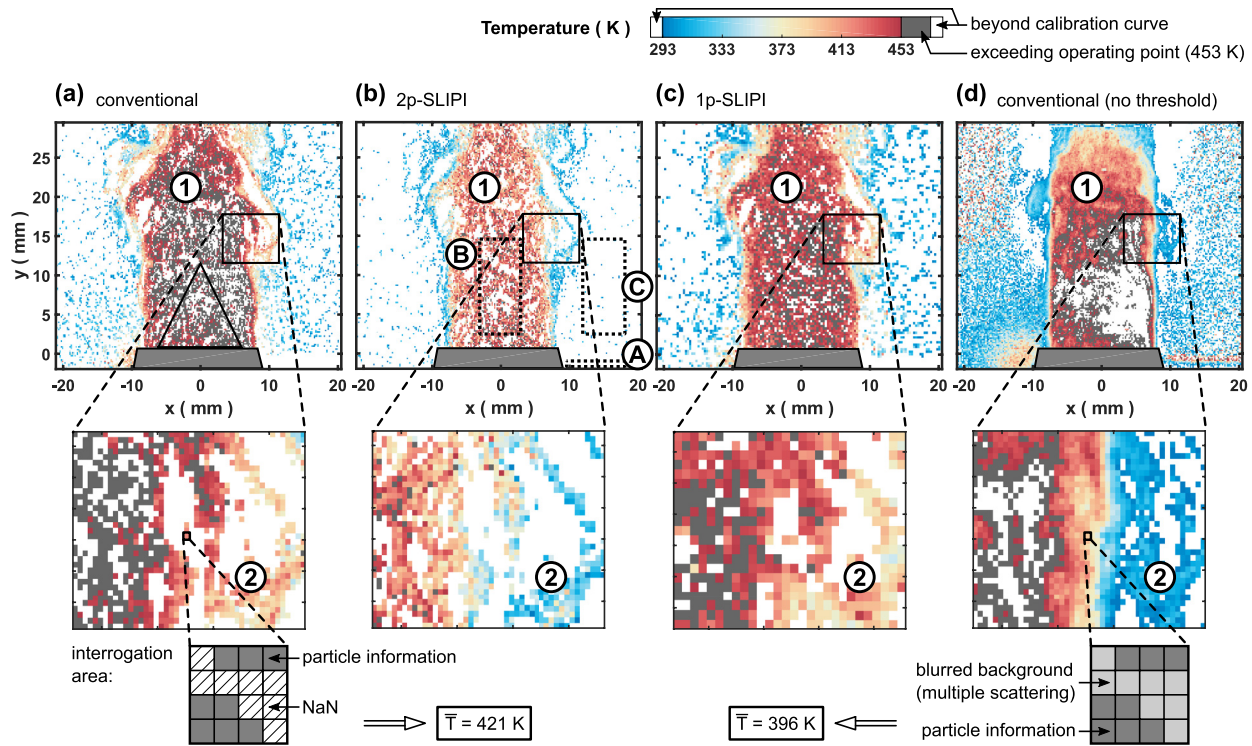 Temperature ( K )
293 333 373 413 453
beyond calibration curve
exceeding operating point (453 K)
(a) conventional
(b) 2p-SLIPI
(c) 1p-SLIPI
(d) conventional (no threshold)
y ( mm )
25
20
15
10
5
0
1
1
1
1
B
C
A
-20 -10 0 10 20
-20 -10 0 10 20
-20 -10 0 10 20
-20 -10 0 10 20
x ( mm )
x ( mm )
x ( mm )
x ( mm )
2
2
2
2
interrogation
area:
particle information
NaN
T̿ = 421 K
T̿ = 396 K
blurred background
(multiple scattering)
particle information